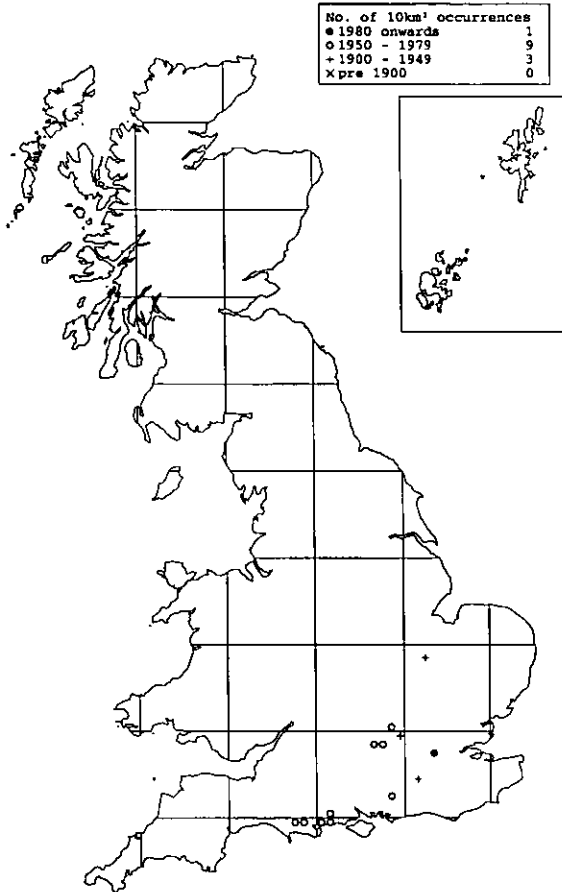 No. of 10km² occurrences
● 1980 onwards 1
o 1950 - 1979 9
+ 1900 - 1949 3
x pre 1900 0